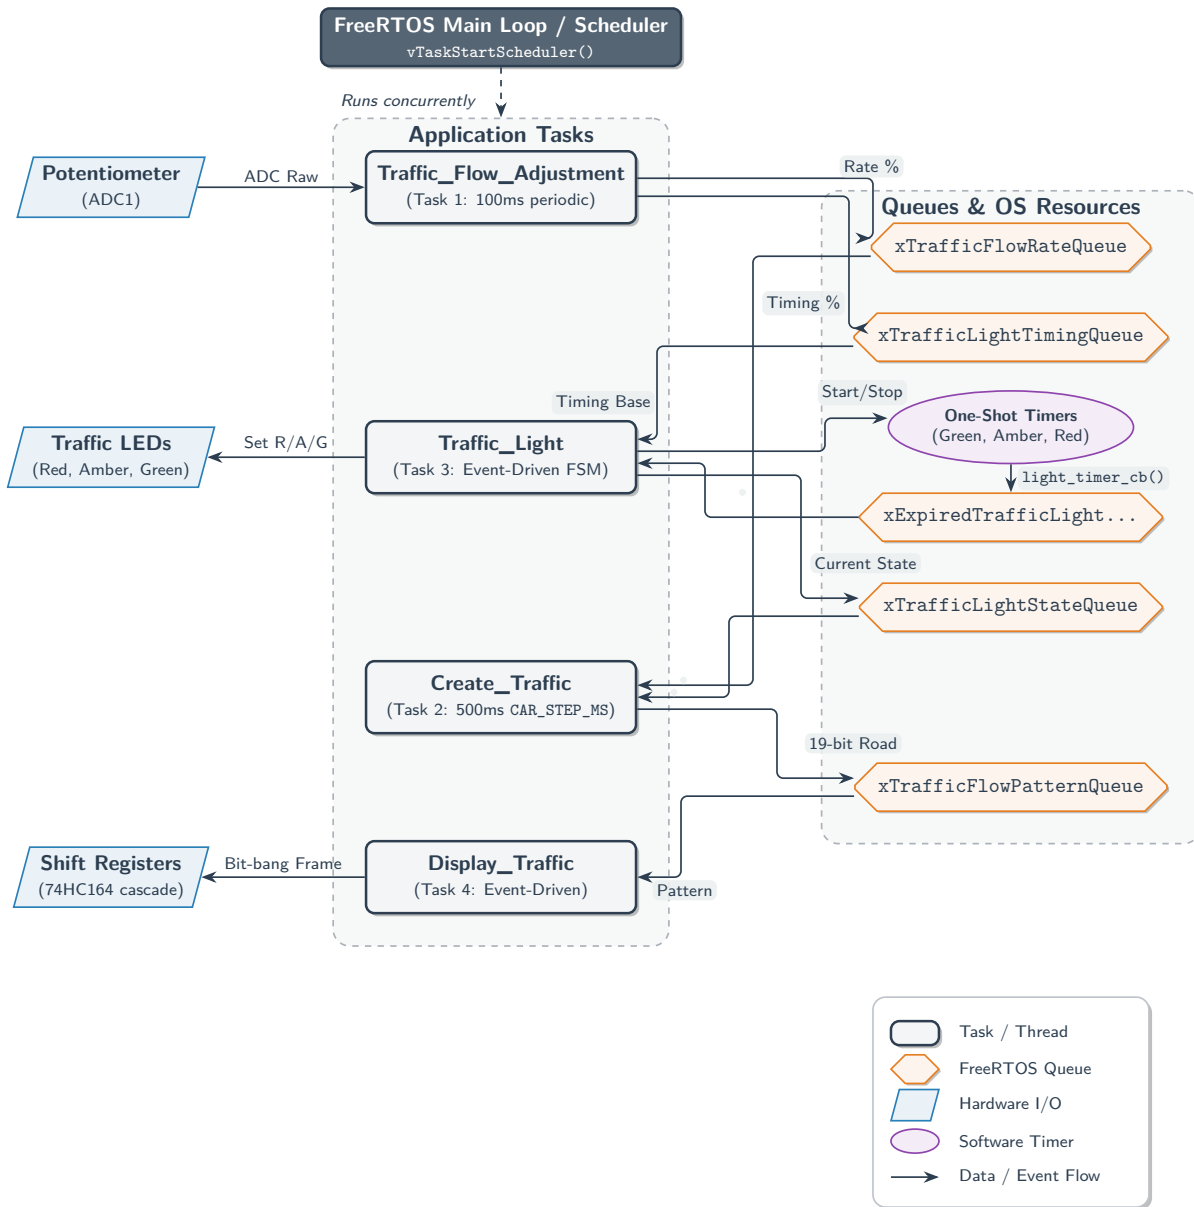 FreeRTOS Main Loop / Scheduler
vTaskStartScheduler()
Runs concurrently
Application Tasks
Potentiometer
(ADC1)
ADC Raw
Traffic_Flow_Adjustment
(Task 1: 100ms periodic)
Rate %
Queues & OS Resources
xTrafficFlowRateQueue
Timing %
xTrafficLightTimingQueue
Timing Base
Start/Stop
One-Shot Timers
(Green, Amber, Red)
Traffic LEDs
(Red, Amber, Green)
Set R/A/G
Traffic_Light
(Task 3: Event-Driven FSM)
light_timer_cb()
xExpiredTrafficLight...
Current State
xTrafficLightStateQueue
Create_Traffic
(Task 2: 500ms CAR_STEP_MS)
19-bit Road
xTrafficFlowPatternQueue
Shift Registers
(74HC164 cascade)
Bit-bang Frame
Display_Traffic
(Task 4: Event-Driven)
Pattern
Task / Thread
FreeRTOS Queue
Hardware I/O
Software Timer
Data / Event Flow